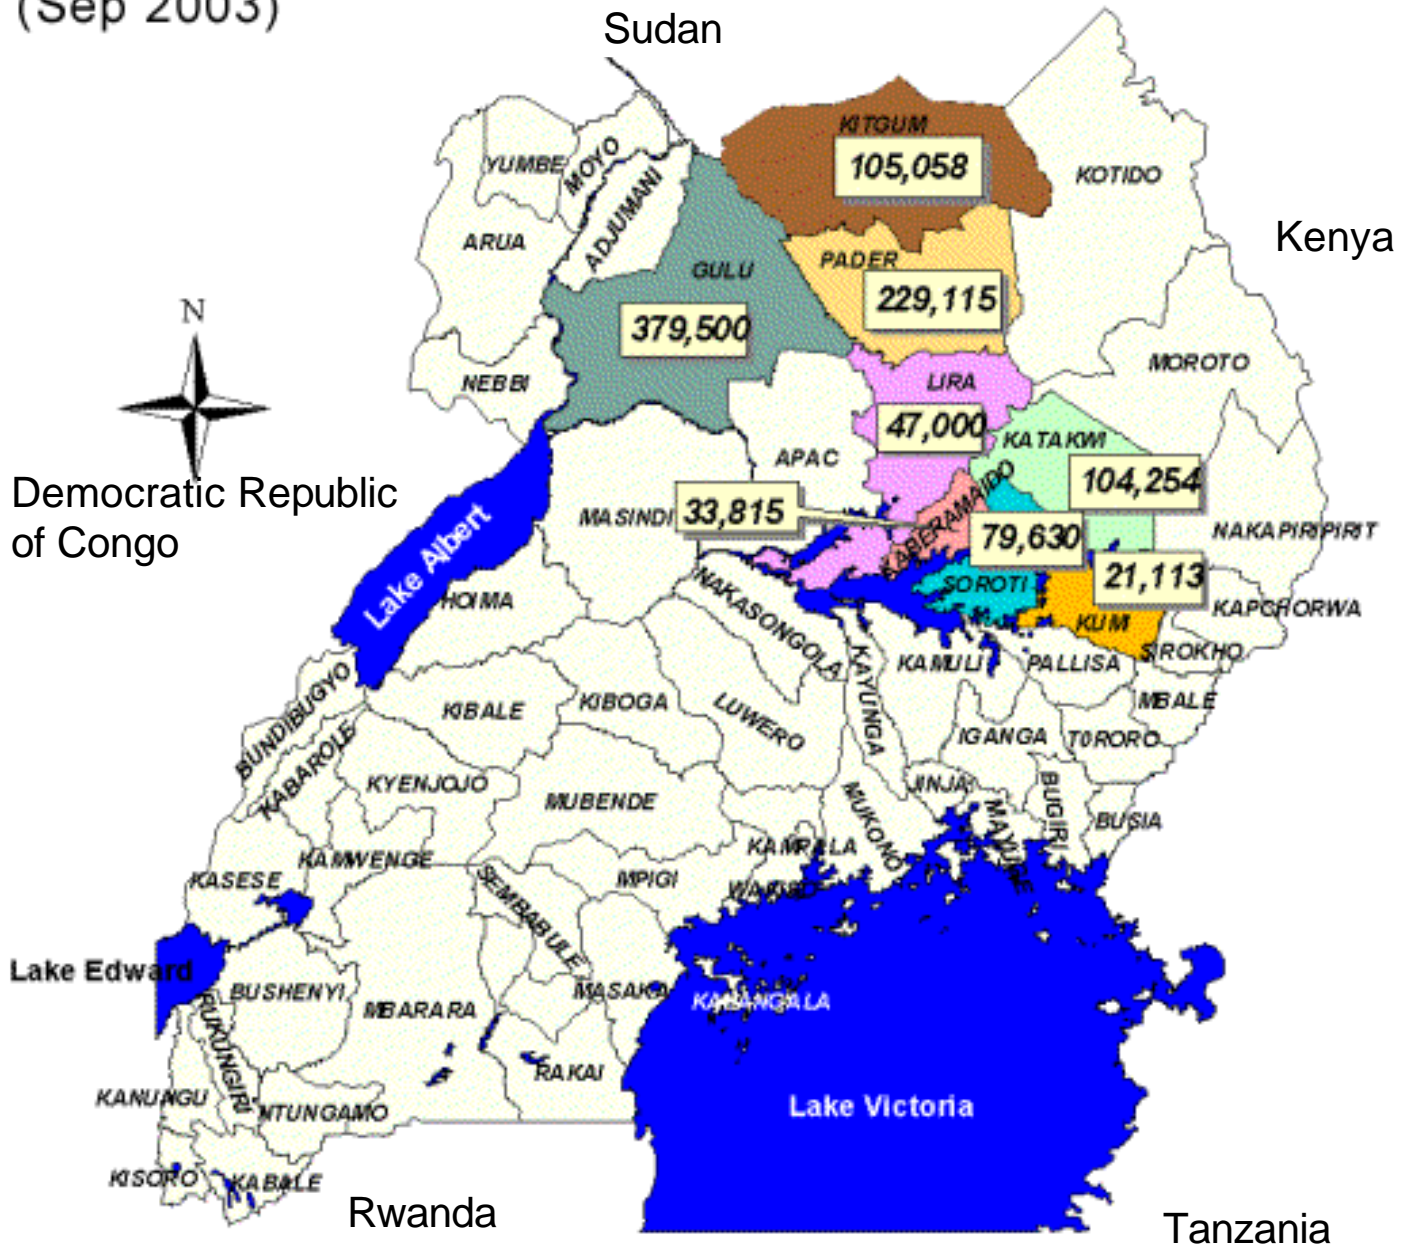 (Sep 2003)
Sudan
KITGUM
105,058
YUMBE
MOYO
KOTIDO
ADJUMANI
ARUA
Kenya
PADER
GULU
229,115
N
379,500
MOROTO
NEBBI
LIRA
47,000
KATAKWI
APAC
104,254
Democratic Republic
of Congo
MASINDI
33,815
KABERAMAIDO
79,630
NAKAPIRIPIRIT
Lake Albert
21,113
SOROTI
HOIMA
NAKASONGOLA
KAPCHORWA
KUMI
SIROKHO
KAYUNGA
KAMULI
PALLISA
BUNDIBUGYO
MBALE
KIBALE
KIBOGA
LUWERO
IGANGA
TORORO
KABAROLE
KYENJOJO
JINJA
MUBENDE
MUKONO
MAYUGE
BUGIRI
BUSIA
KAMPALA
KAMWENGE
KASESE
SEMBABULE
MPIGI
WAKISO
Lake Edward
BUSHENYI
MBARARA
MASAKA
KALANGALA
RUKUNGIRI
RAKAI
KANUNGU
NTUNGAMO
Lake Victoria
KISORO
KABALE
Rwanda
Tanzania